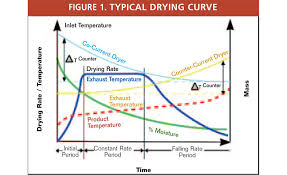 FIGURE 1. TYPICAL DRYING CURVE
Inlet Temperature
Co-Current Dryer
Counter-Current Dryer
Δ T Counter
Drying Rate
Exhaust Temperature
Δ T Counter
Exhaust
Temperature
Product
Temperature
% Moisture
Drying Rate / Temperature
Mass
Initial
Period
Constant Rate
Period
Falling Rate
Period
Time